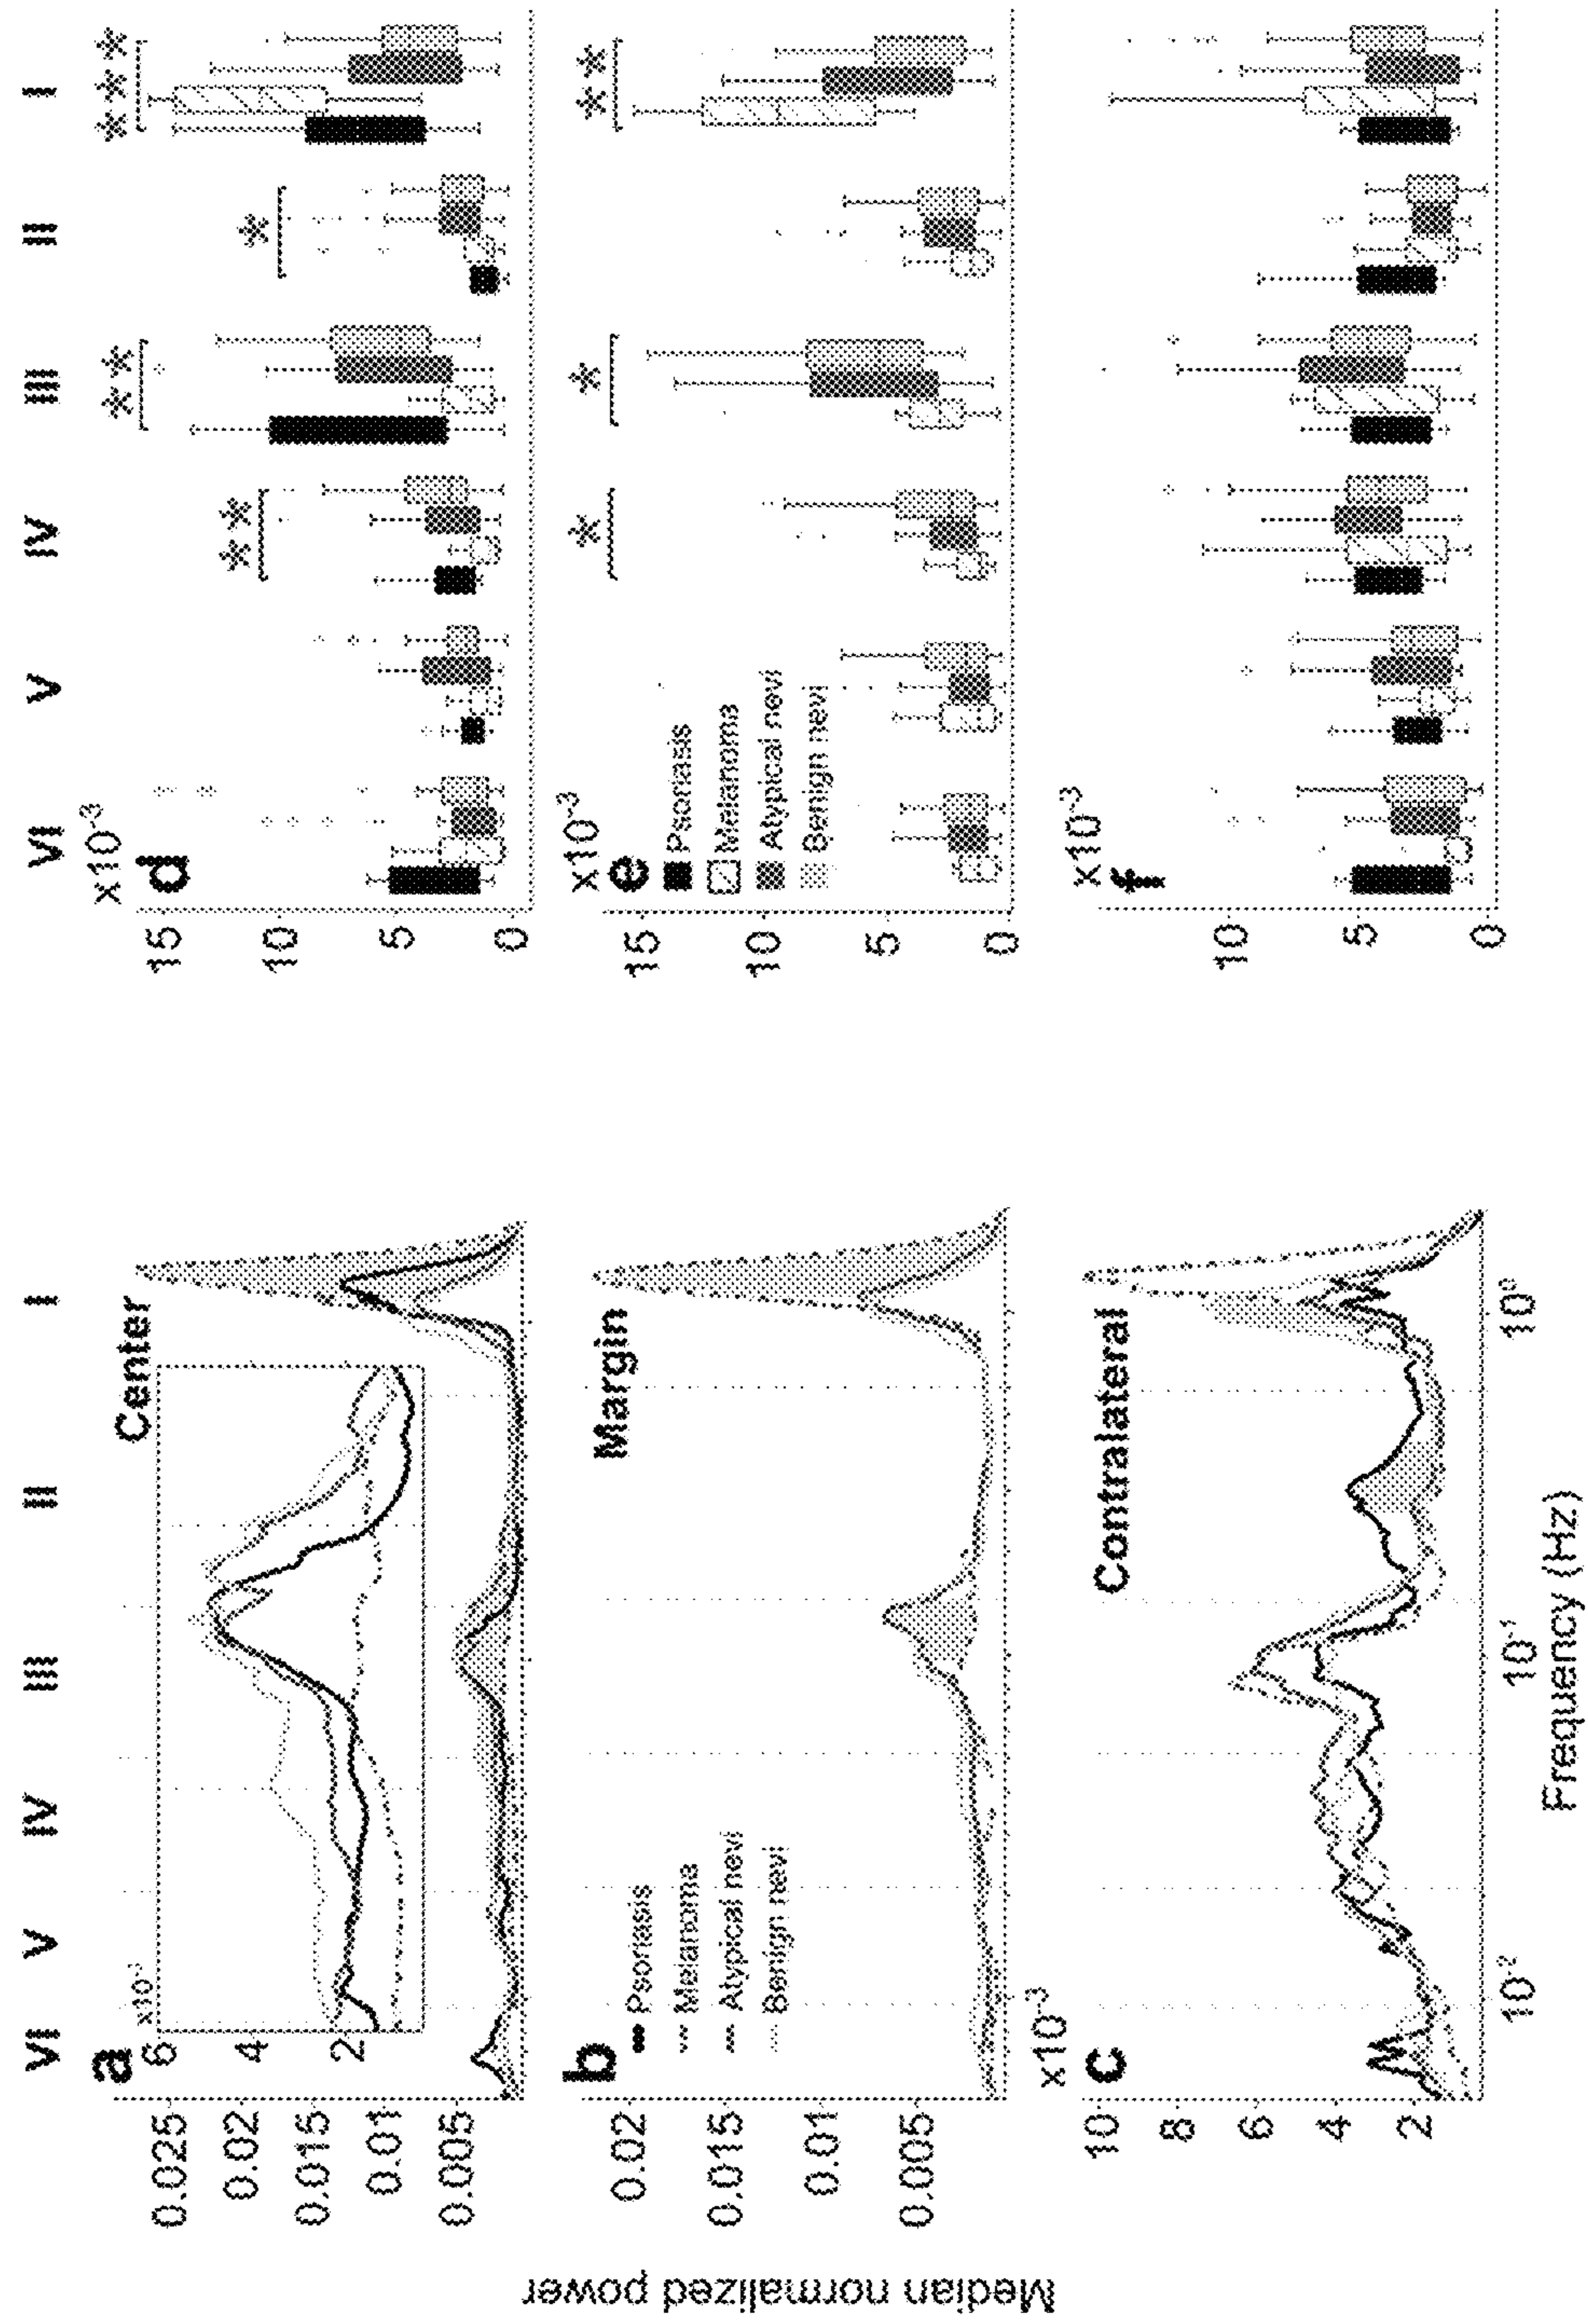 Median normalized power
VI V IV III II I
a
Center
0.025
0.02
0.015
0.01
0.005
x10⁻³
6
4
2
b
Margin
0.02
0.015
0.01
0.005
Psoriasis
Melanoma
Atypical nevi
Benign nevi
x10⁻³
c
Contralateral
10
8
6
4
2
10⁻² 10⁻¹ 10⁰
Frequency (Hz)
VI V IV III II I
x10⁻³
d
15
10
5
0
** ** * ***
x10⁻³
e
15
10
5
0
Psoriasis
Melanoma
Atypical nevi
Benign nevi
* * **
x10⁻³
f
10
5
0